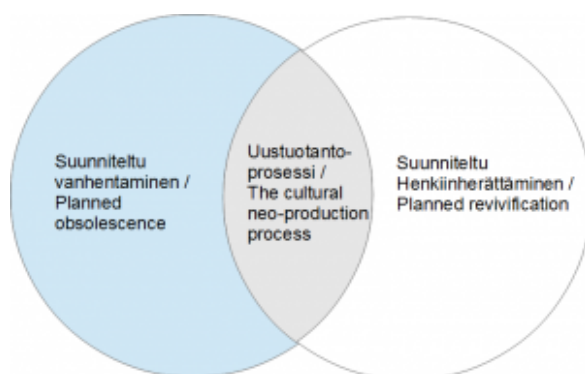 Suunniteltu
vanhentaminen /
Planned
obsolescence
Uustuotanto-
prosessi /
The cultural
neo-production
process
Suunniteltu
Henkiinherättäminen /
Planned revivification